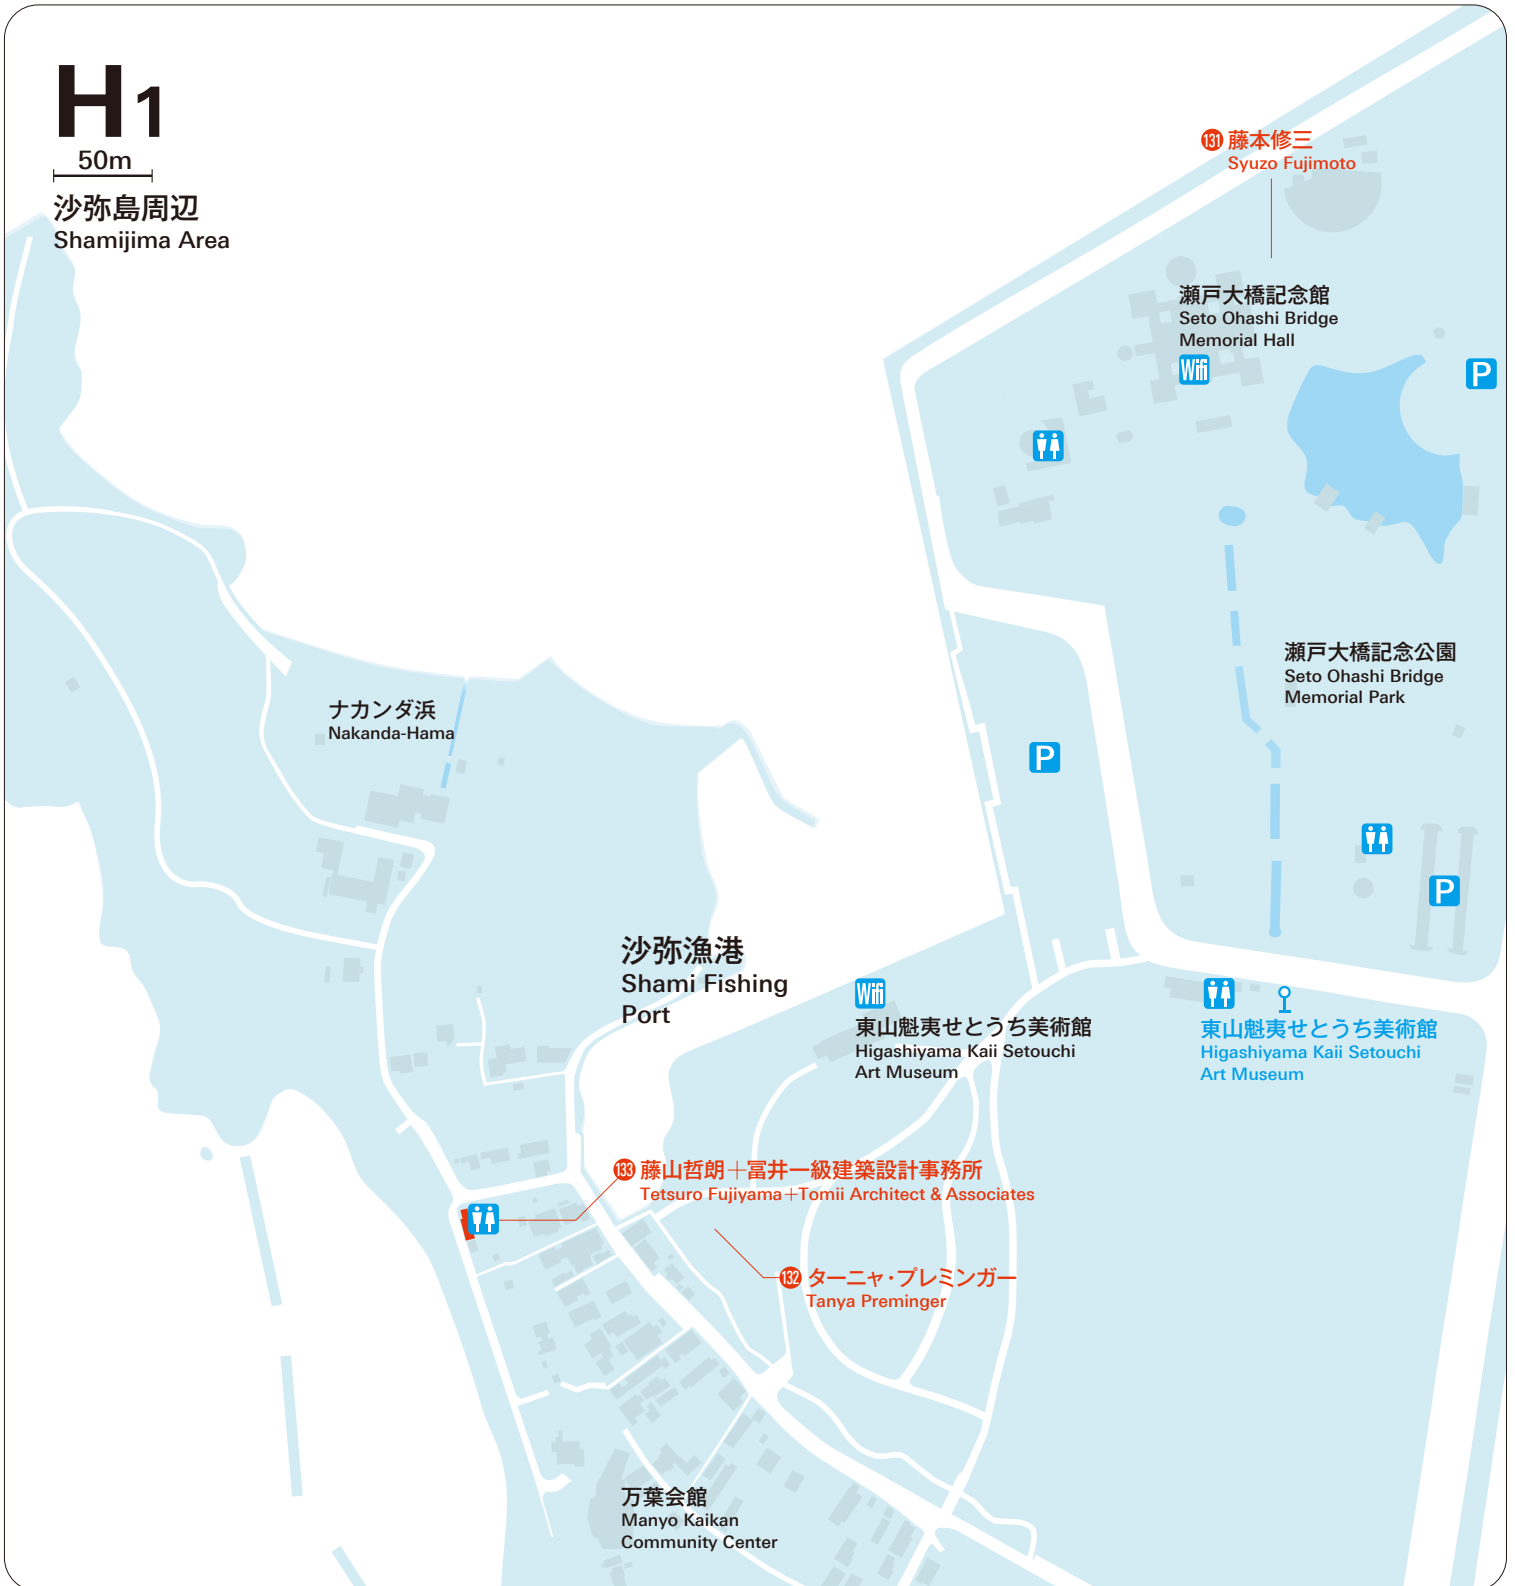 H1
50m
沙弥島周辺
Shamijima Area
131 藤本修三
Syuzo Fujimoto
瀬戸大橋記念館
Seto Ohashi Bridge
Memorial Hall
Wifi
P
瀬戸大橋記念公園
Seto Ohashi Bridge
Memorial Park
ナカンダ浜
Nakanda-Hama
P
P
沙弥漁港
Shami Fishing
Port
Wifi
東山魁夷せとうち美術館
Higashiyama Kaii Setouchi
Art Museum
東山魁夷せとうち美術館
Higashiyama Kaii Setouchi
Art Museum
133 藤山哲朗＋冨井一級建築設計事務所
Tetsuro Fujiyama＋Tomii Architect & Associates
132 ターニャ・プレミンガー
Tanya Preminger
万葉会館
Manyo Kaikan
Community Center